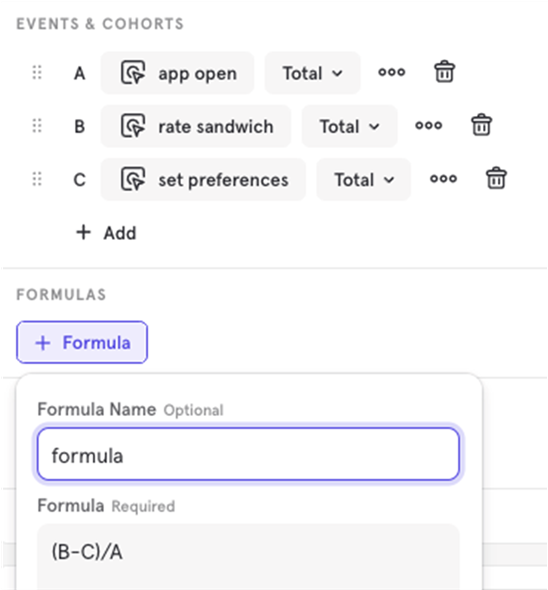 EVENTS & COHORTS
A app open Total
B rate sandwich Total
C set preferences Total
+ Add
FORMULAS
+ Formula
Formula Name Optional
formula
Formula Required
(B-C)/A